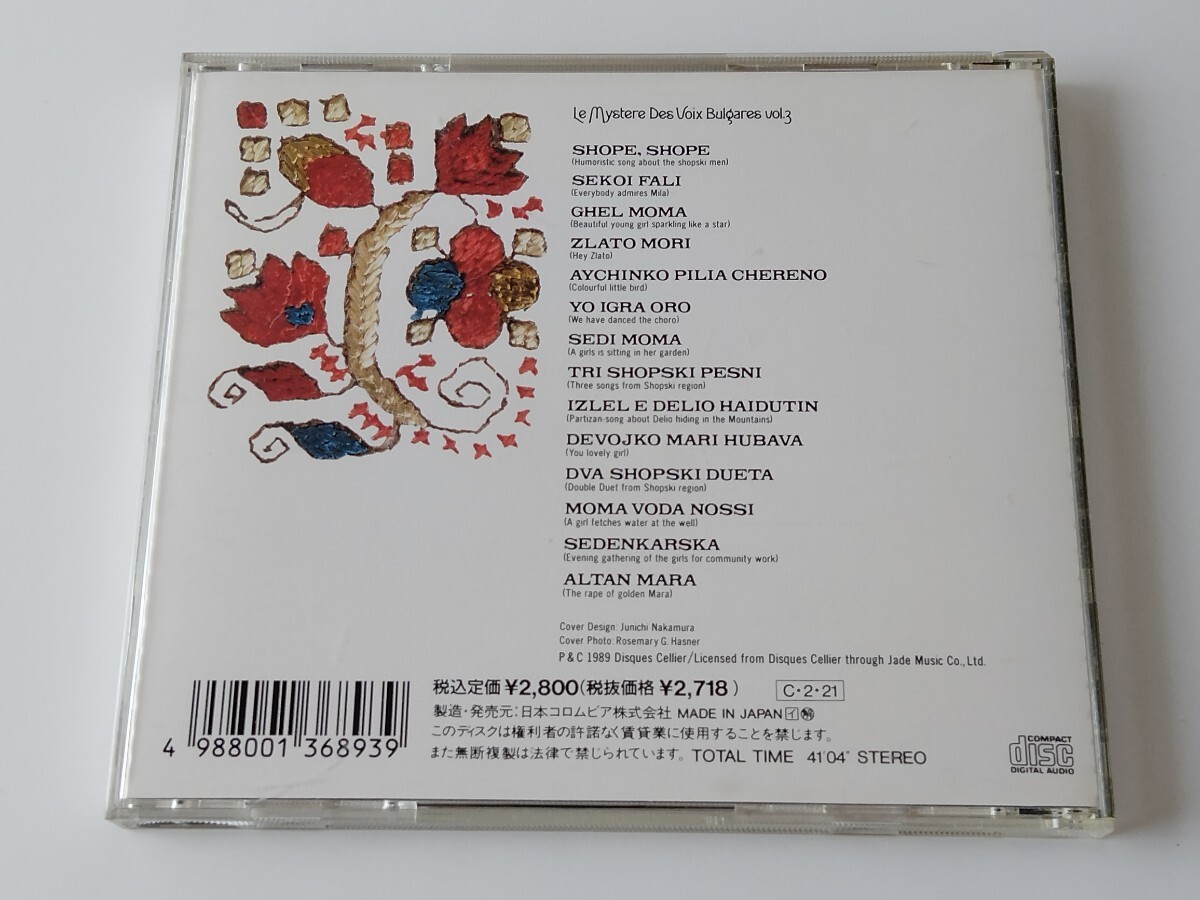 Le Mystere Des Voix Bulgares vol.3
SHOPE, SHOPE
(Humoristic song about the shopski men)
SEKOI FALI
(Everybody admires Mila)
GHEL MOMA
(Beautiful young girl sparkling like a star)
ZLATO MORI
(Hey Zlato)
AYCHINKO PILIA CHERENO
(Colourful little bird)
YO IGRA ORO
(We have danced the choro)
SEDI MOMA
(A girls is sitting in her garden)
TRI SHOPSKI PESNI
(Three songs from Shopski region)
IZLEL E DELIO HAIDUTIN
(Partizan-song about Delio hiding in the Mountains)
DEVOJKO MARI HUBAVA
(You lovely girl)
DVA SHOPSKI DUETA
(Double Duet from Shopski region)
MOMA VODA NOSSI
(A girl fetches water at the well)
SEDENKARSKA
(Evening gathering of the girls for community work)
ALTAN MARA
(The rape of golden Mara)
Cover Design: Junichi Nakamura
Cover Photo: Rosemary G. Hasner
P & C 1989 Disques Cellier/Licensed from Disques Cellier through Jade Music Co., Ltd.
税込定価¥2,800(税抜価格 ¥2,718) C・2・21
製造・発売元:日本コロムビア株式会社 MADE IN JAPAN イ
このディスクは権利者の許諾なく賃貸業に使用することを禁じます。
また無断複製は法律で禁じられています。TOTAL TIME 41'04" STEREO
4 988001 368939
COMPACT
disc
DIGITAL AUDIO